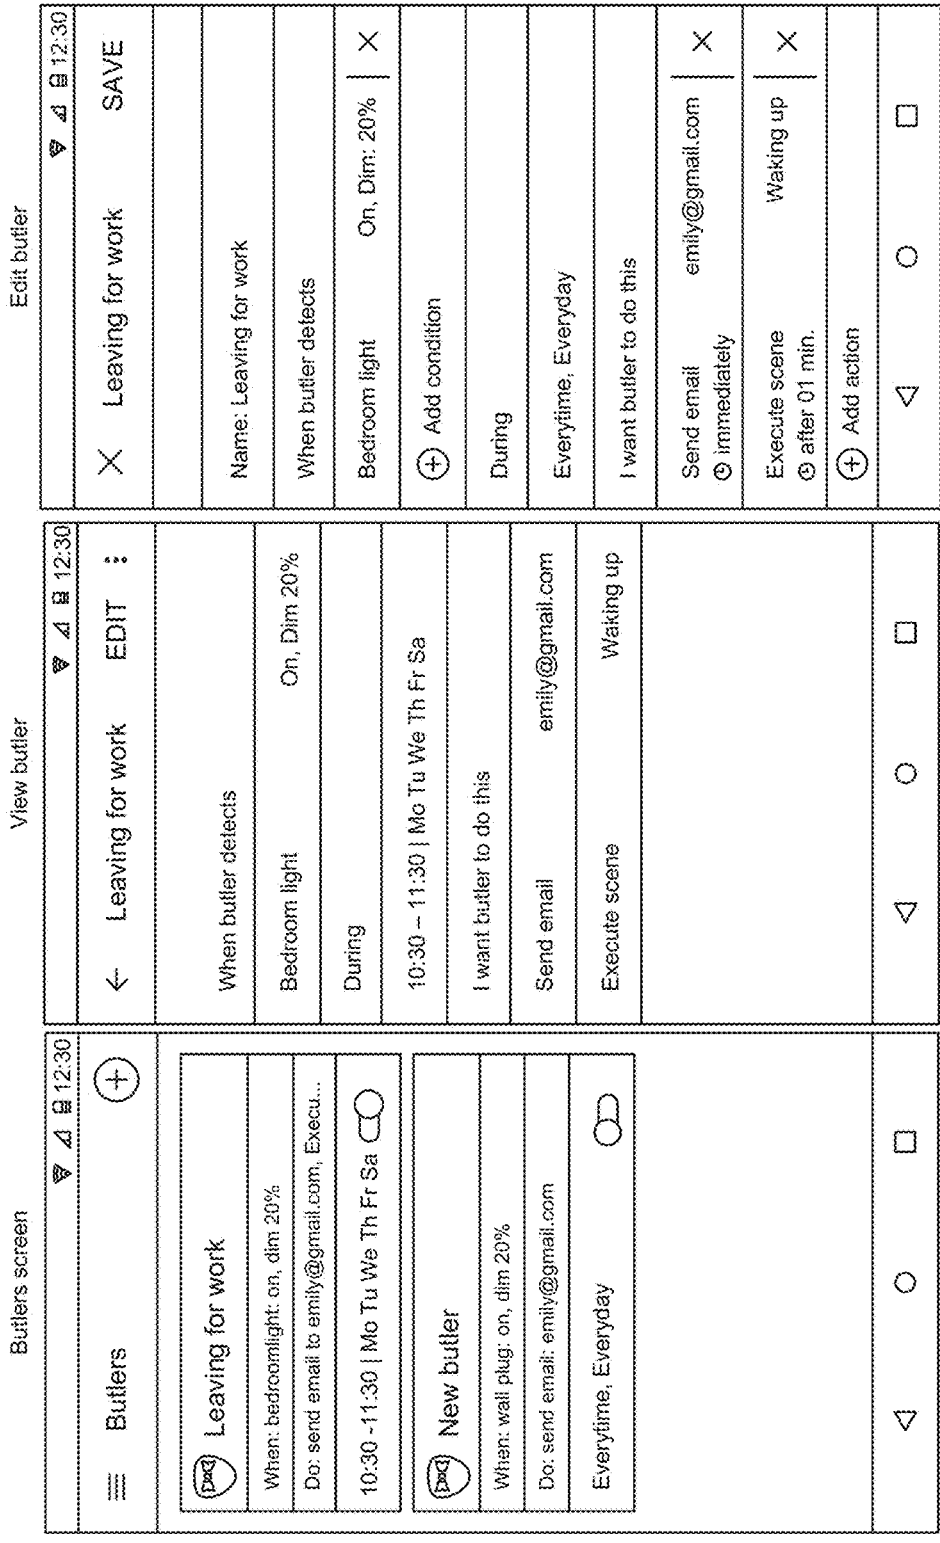 Butlers screen
12:30
Butlers
Leaving for work
When: bedroomlight: on, dim 20%
Do: send email to emily@gmail.com, Execu...
10:30 -11:30 | Mo Tu We Th Fr Sa
New butler
When: wall plug: on, dim 20%
Do: send email: emily@gmail.com
Everytime, Everyday
View butler
12:30
Leaving for work EDIT
When butler detects
Bedroom light On, Dim 20%
During
10:30 – 11:30 | Mo Tu We Th Fr Sa
I want butler to do this
Send email emily@gmail.com
Execute scene Waking up
Edit butler
12:30
Leaving for work SAVE
Name: Leaving for work
When butler detects
Bedroom light On, Dim: 20%
Add condition
During
Everytime, Everyday
I want butler to do this
Send email emily@gmail.com
immediately
Execute scene Waking up
after 01 min.
Add action